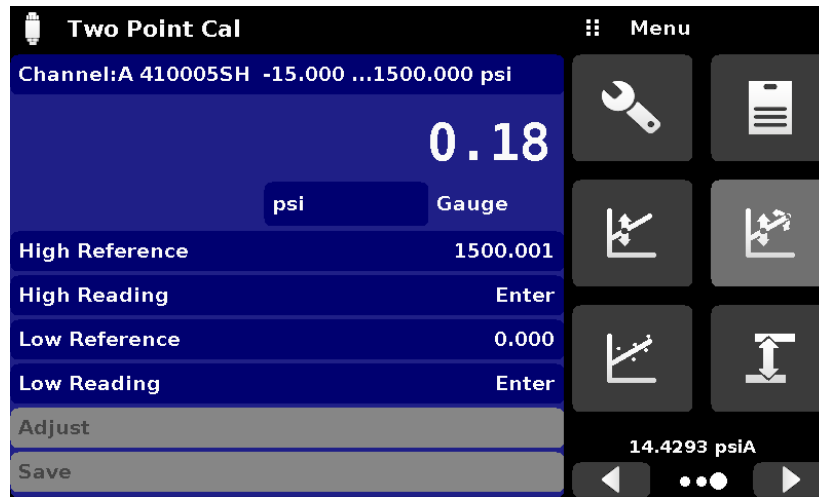 Two Point Cal
Menu
Channel:A 410005SH -15.000 ...1500.000 psi
0.18
psi Gauge
High Reference 1500.001
High Reading Enter
Low Reference 0.000
Low Reading Enter
Adjust
Save
14.4293 psiA